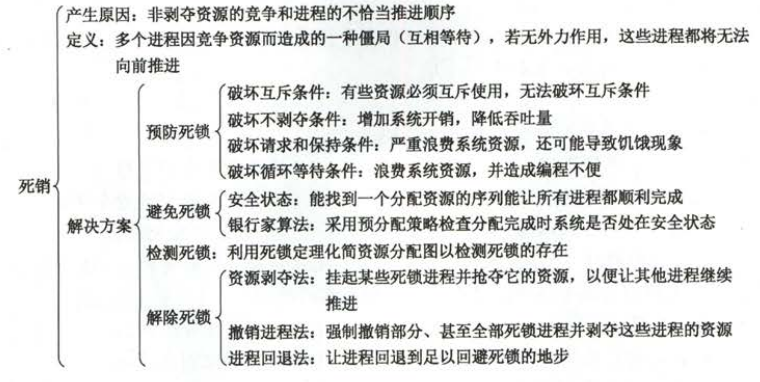 产生原因：非剥夺资源的竞争和进程的不恰当推进顺序
定义：多个进程因竞争资源而造成的一种僵局（互相等待），若无外力作用，这些进程都将无法
向前推进
破坏互斥条件：有些资源必须互斥使用，无法破环互斥条件
预防死锁
破坏不剥夺条件：增加系统开销，降低吞吐量
破坏请求和保持条件：严重浪费系统资源，还可能导致饥饿现象
破坏循环等待条件：浪费系统资源，并造成编程不便
死销
解决方案
避免死锁
安全状态：能找到一个分配资源的序列能让所有进程都顺利完成
银行家算法：采用预分配策略检查分配完成时系统是否处在安全状态
检测死锁：利用死锁定理化简资源分配图以检测死锁的存在
解除死锁
资源剥夺法：挂起某些死锁进程并抢夺它的资源，以便让其他进程继续
推进
撤销进程法：强制撤销部分、甚至全部死锁进程并剥夺这些进程的资源
进程回退法：让进程回退到足以回避死锁的地步